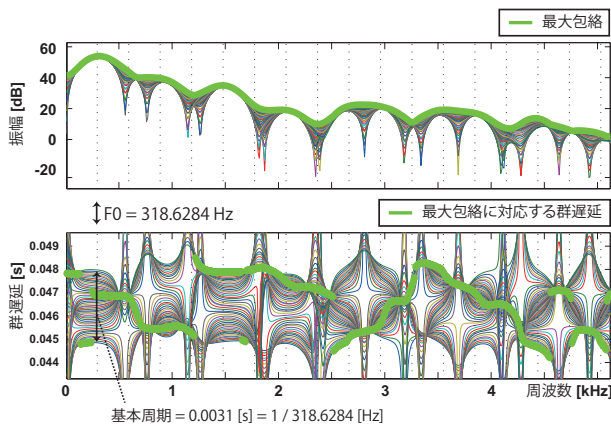 最大包絡
振幅 [dB]
60
40
20
0
-20
F0 = 318.6284 Hz
最大包絡に対応する群遅延
群遅延 [s]
0.049
0.048
0.047
0.046
0.045
0.044
0
1
2
3
4
周波数 [kHz]
基本周期 = 0.0031 [s] = 1 / 318.6284 [Hz]